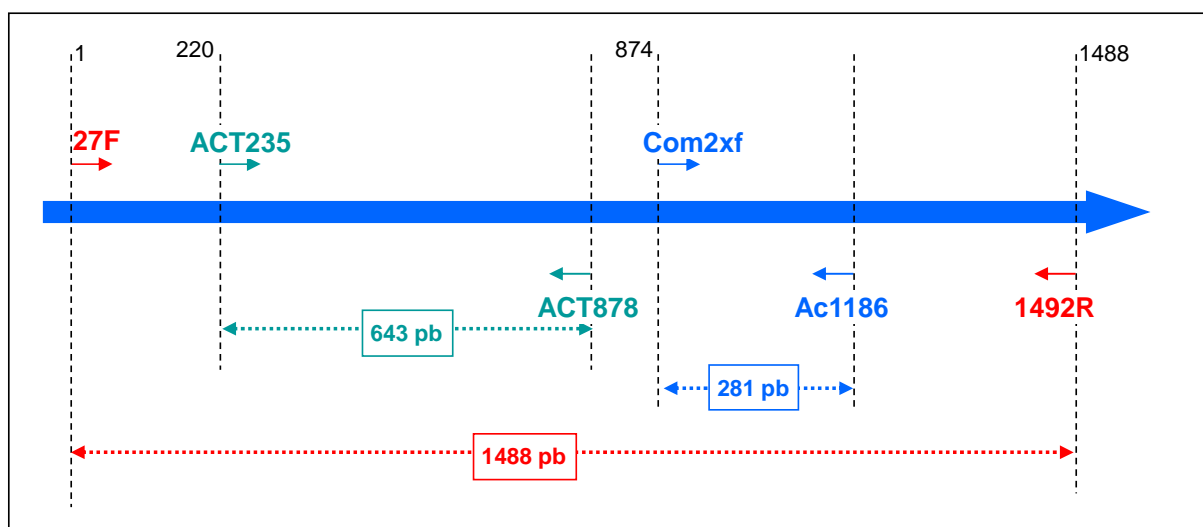 1
220
874
1488
27F
ACT235
Com2xf
ACT878
Ac1186
1492R
643 pb
281 pb
1488 pb